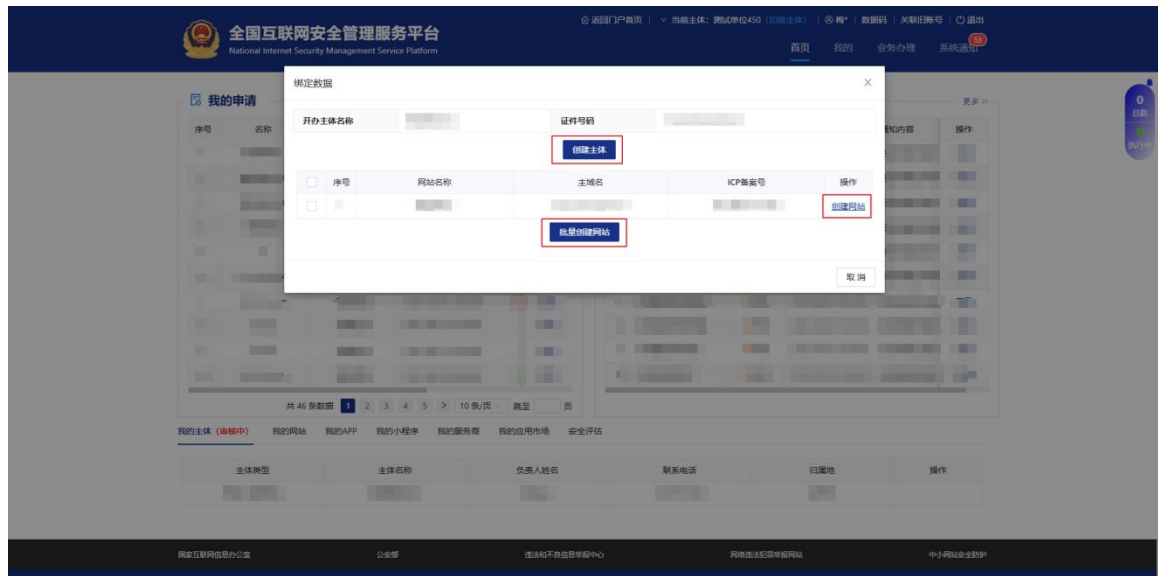 返回门户首页 | 当前主体：测试单位450（切换主体） | 梅* | 数据码 | 关联旧账号 | 退出
全国互联网安全管理服务平台
National Internet Security Management Service Platform
首页 我的 业务办理 系统通知 53
绑定数据 X
我的申请 更多 »
0
总数
0
执行中
开办主体名称 证件号码
序号 名称 通知内容 操作
创建主体
序号 网站名称 主域名 ICP备案号 操作
创建网站
批量创建网站
取消
共 46 条数据 1 2 3 4 5 > 10 条/页 跳至 页
我的主体（审核中） 我的网站 我的APP 我的小程序 我的服务商 我的应用市场 安全评估
主体类型 主体名称 负责人姓名 联系电话 归属地 操作
国家互联网信息办公室 公安部 违法和不良信息举报中心 网络违法犯罪举报网站 中小网站安全防护